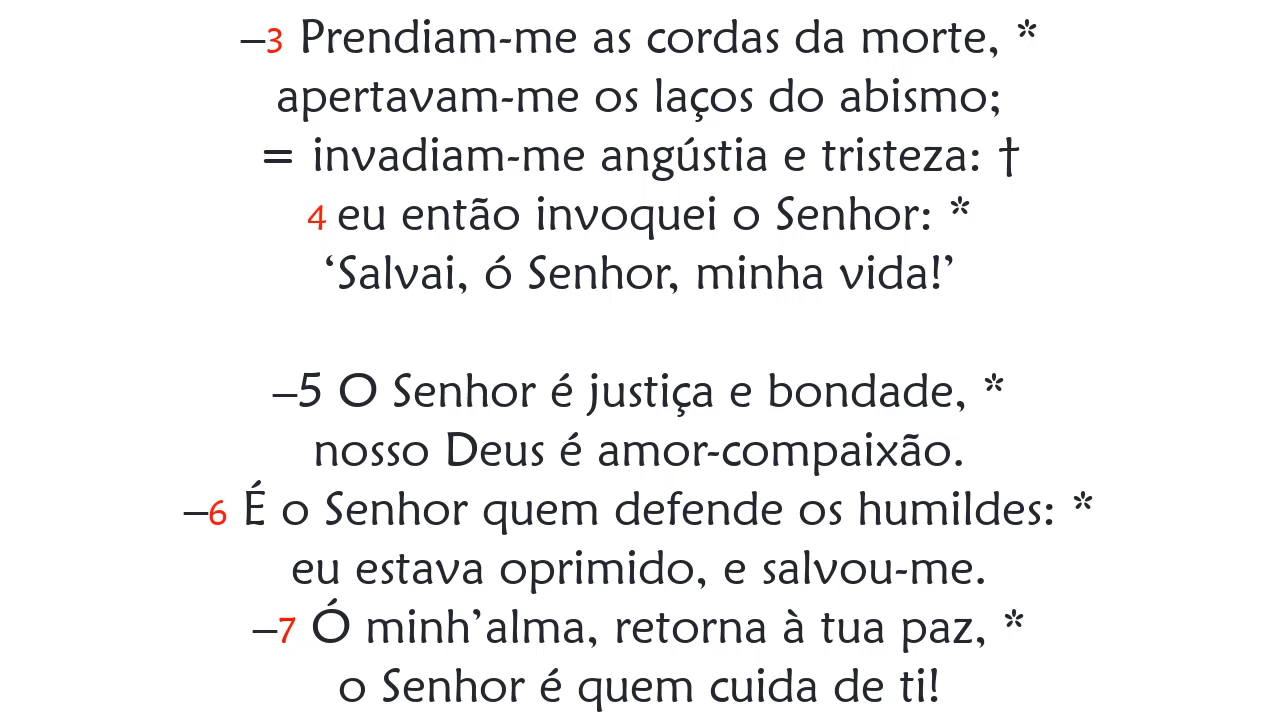 –3 Prendiam-me as cordas da morte, *
apertavam-me os laços do abismo;
= invadiam-me angústia e tristeza: †
4 eu então invoquei o Senhor: *
‘Salvai, ó Senhor, minha vida!’
–5 O Senhor é justiça e bondade, *
nosso Deus é amor-compaixão.
–6 É o Senhor quem defende os humildes: *
eu estava oprimido, e salvou-me.
–7 Ó minh’alma, retorna à tua paz, *
o Senhor é quem cuida de ti!